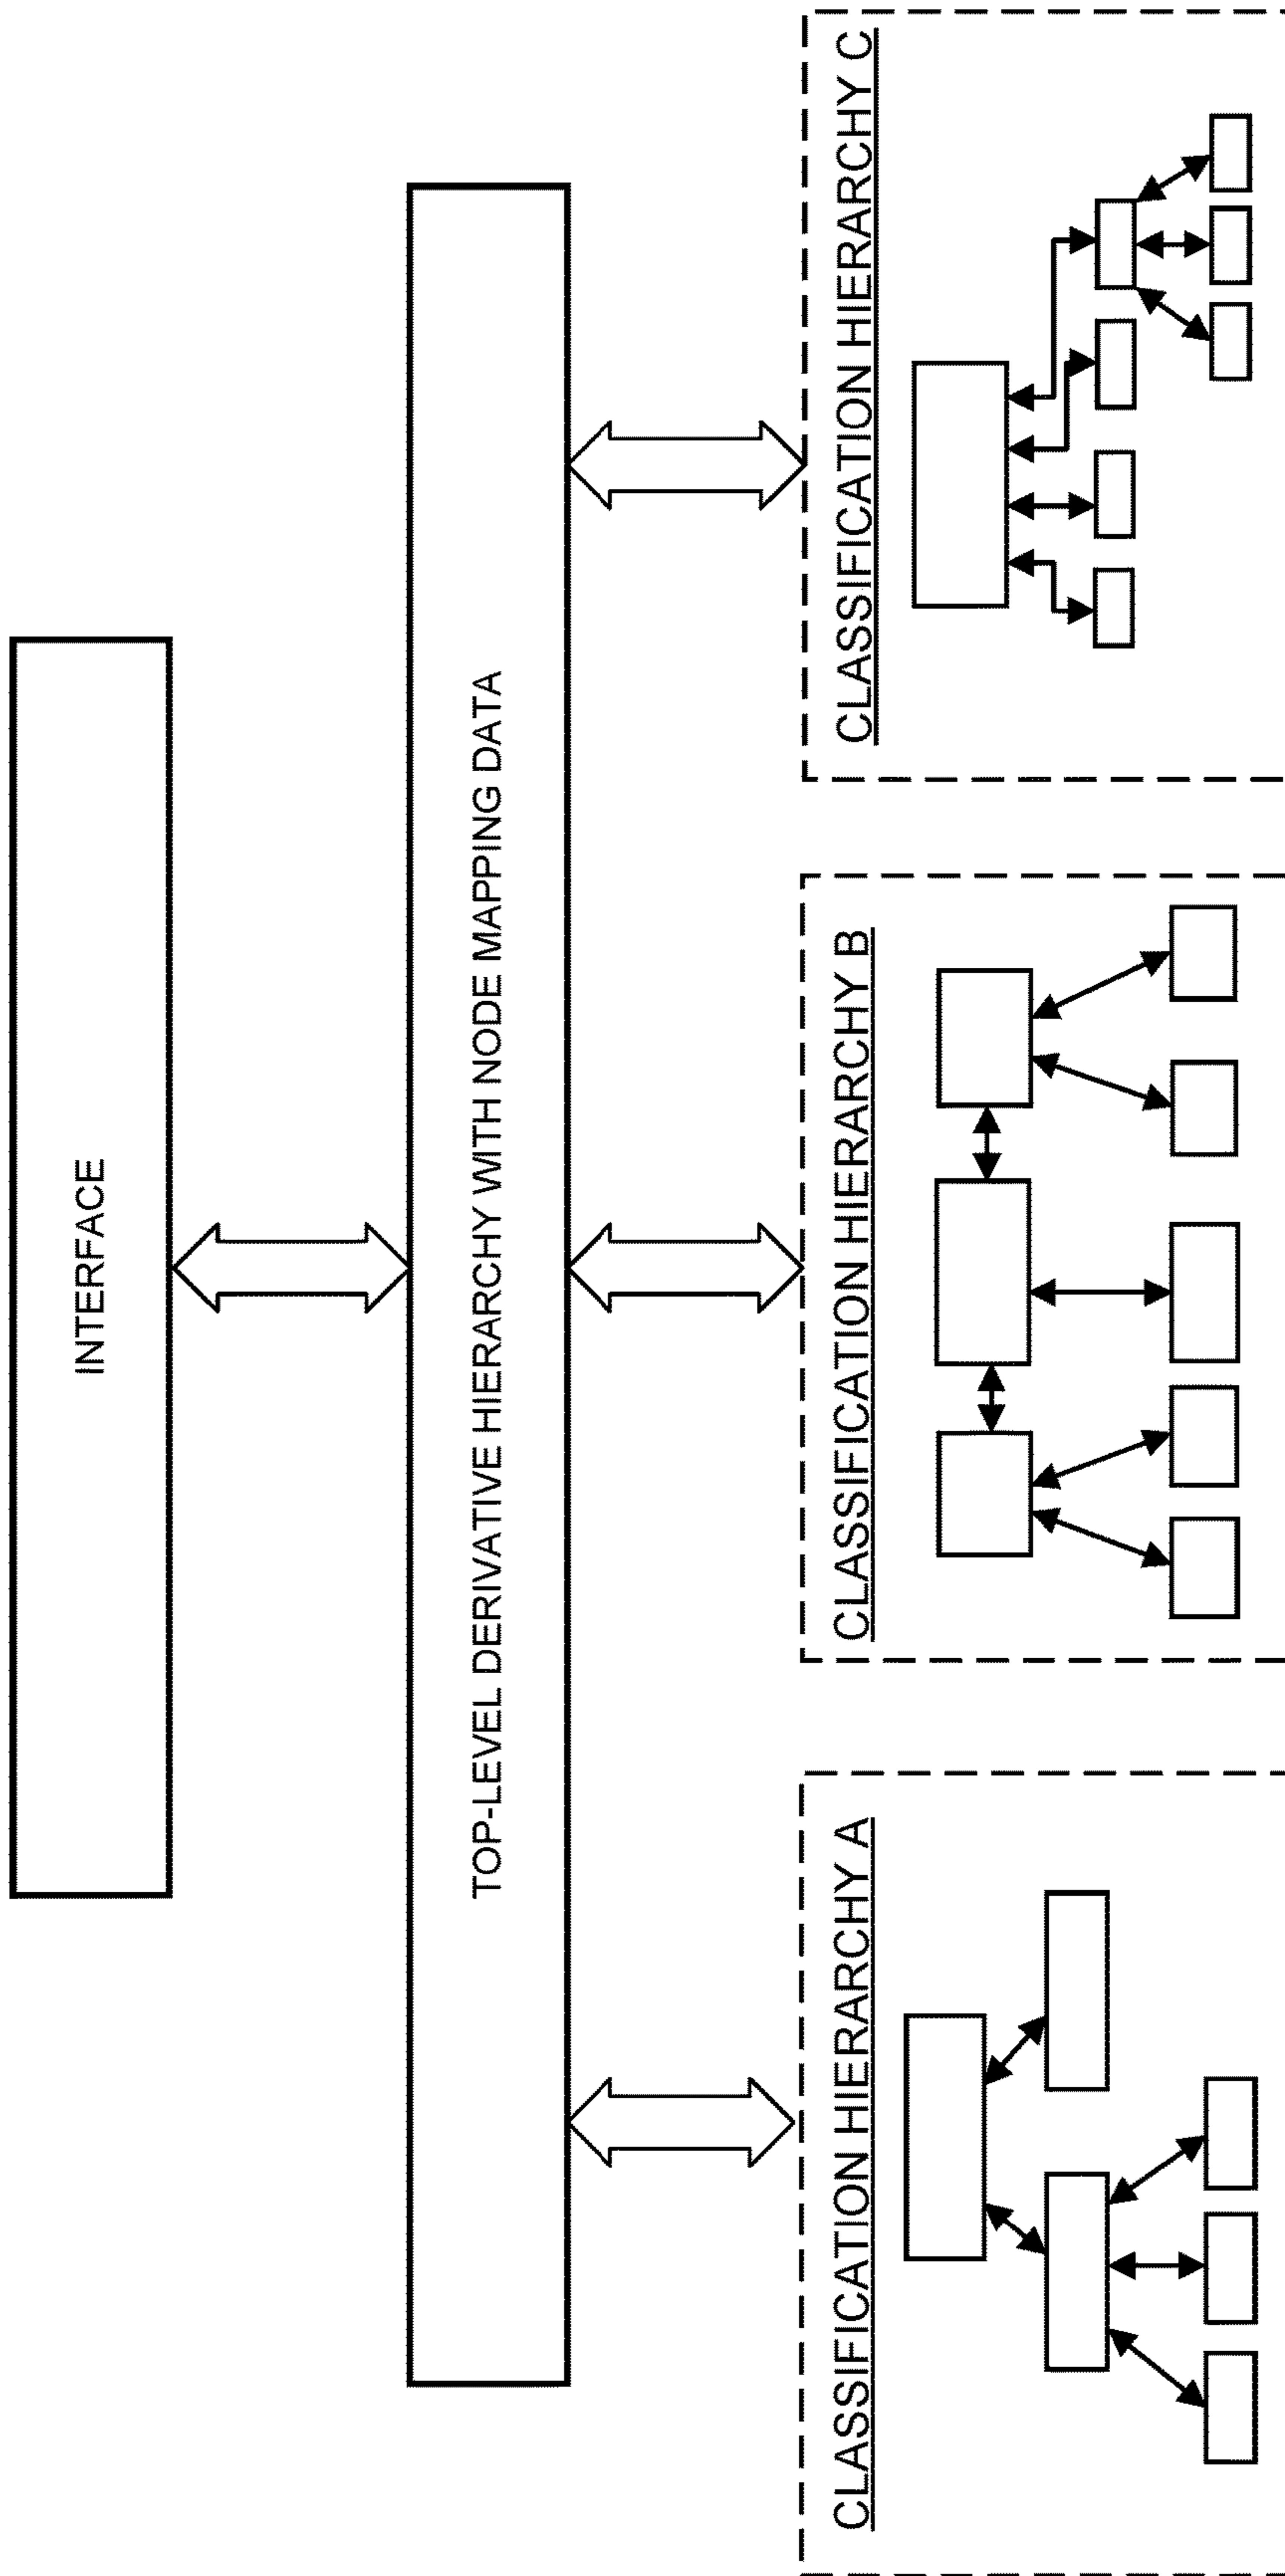 INTERFACE
TOP-LEVEL DERIVATIVE HIERARCHY WITH NODE MAPPING DATA
CLASSIFICATION HIERARCHY A
CLASSIFICATION HIERARCHY B
CLASSIFICATION HIERARCHY C